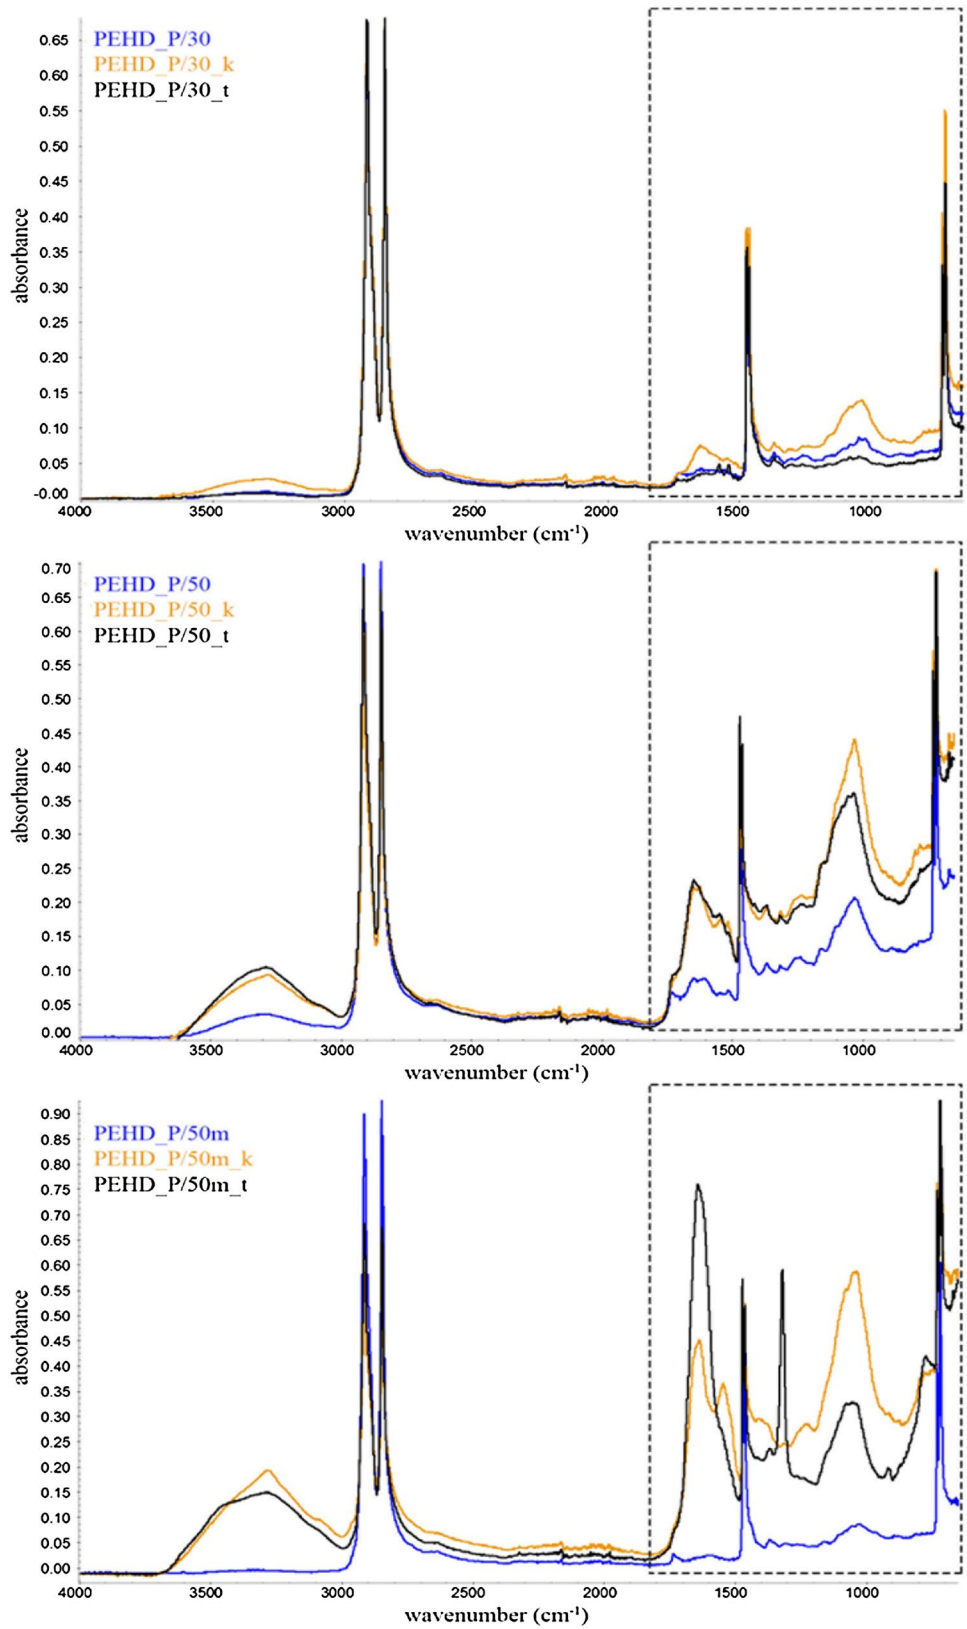 PEHD_P/30
PEHD_P/30_k
PEHD_P/30_t
0.65
0.60
0.55
0.50
0.45
0.40
0.35
0.30
0.25
0.20
0.15
0.10
0.05
-0.00
absorbance
4000 3500 3000 2500 2000 1500 1000
wavenumber (cm-1)
PEHD_P/50
PEHD_P/50_k
PEHD_P/50_t
0.70
0.65
0.60
0.55
0.50
0.45
0.40
0.35
0.30
0.25
0.20
0.15
0.10
0.05
0.00
absorbance
4000 3500 3000 2500 2000 1500 1000
wavenumber (cm-1)
PEHD_P/50m
PEHD_P/50m_k
PEHD_P/50m_t
0.90
0.85
0.80
0.75
0.70
0.65
0.60
0.55
0.50
0.45
0.40
0.35
0.30
0.25
0.20
0.15
0.10
0.05
0.00
absorbance
4000 3500 3000 2500 2000 1500 1000
wavenumber (cm-1)